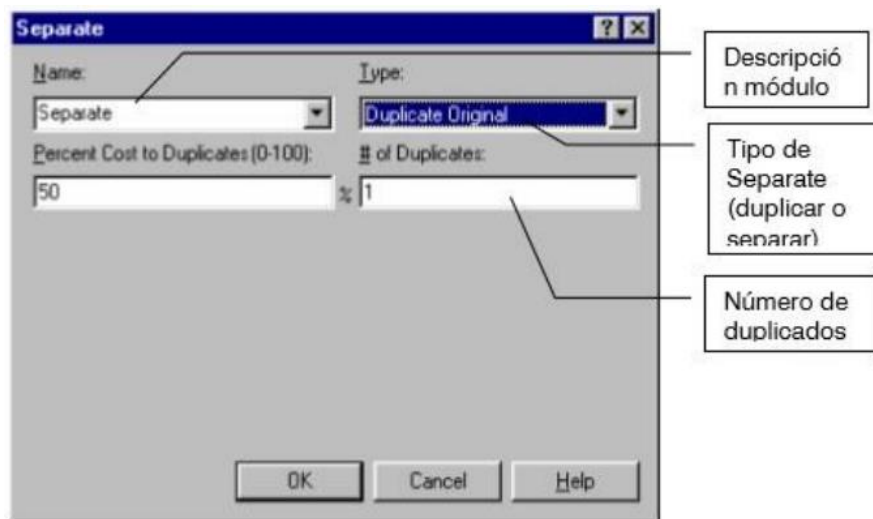 Separate
Name:
Type:
Separate
Duplicate Original
Percent Cost to Duplicates (0-100):
# of Duplicates:
50
%
1
OK
Cancel
Help
Descripció
n módulo
Tipo de
Separate
(duplicar o
separar)
Número de
duplicados